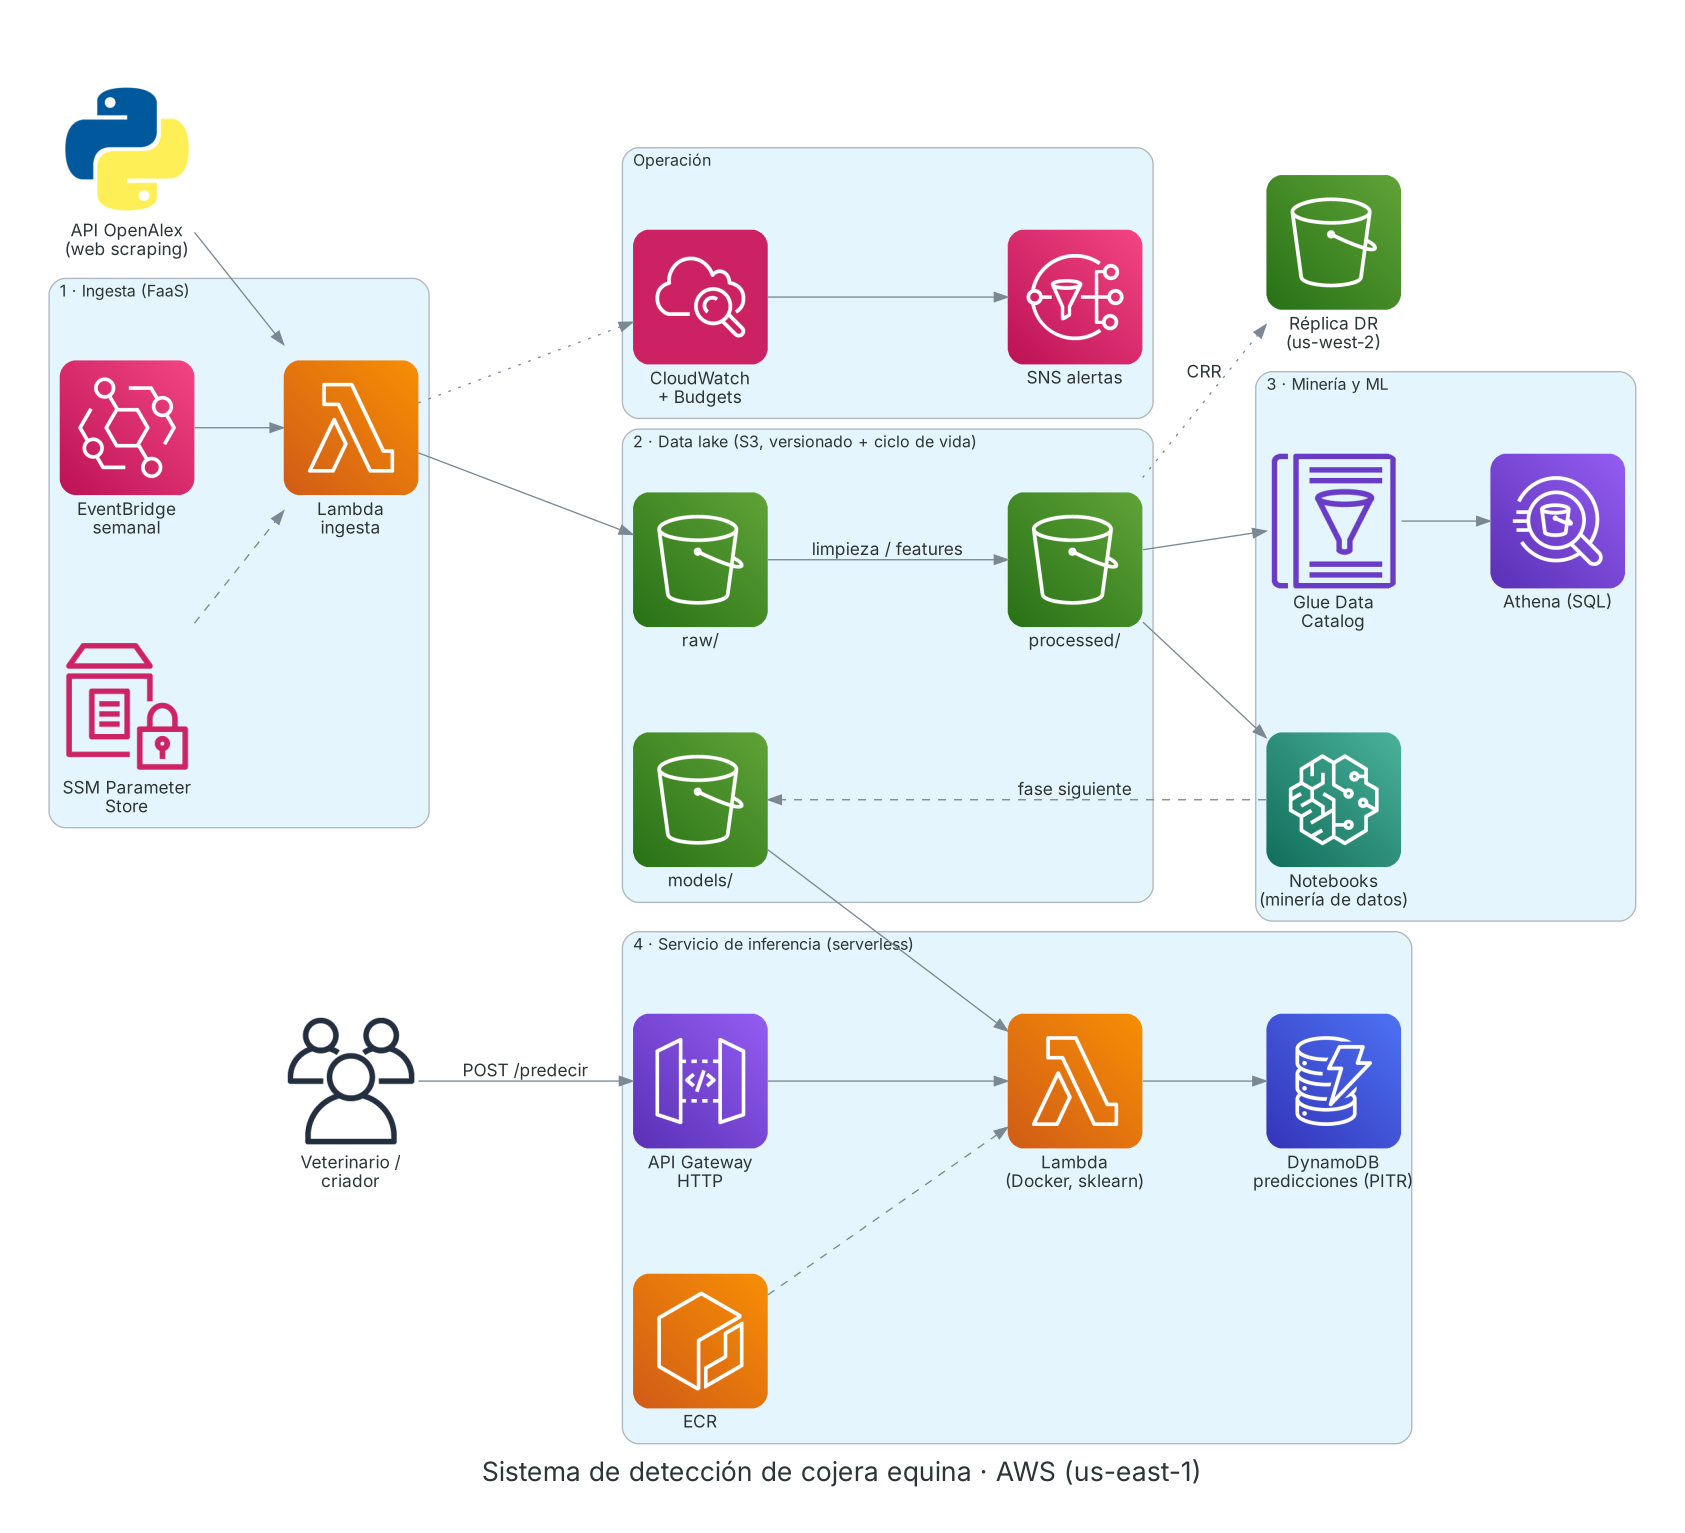 API OpenAlex
(web scraping)
1 · Ingesta (FaaS)
EventBridge
semanal
Lambda
ingesta
SSM Parameter
Store
Operación
CloudWatch
+ Budgets
SNS alertas
Réplica DR
(us-west-2)
CRR
2 · Data lake (S3, versionado + ciclo de vida)
raw/
limpieza / features
processed/
models/
fase siguiente
3 · Minería y ML
Glue Data
Catalog
Athena (SQL)
Notebooks
(minería de datos)
4 · Servicio de inferencia (serverless)
Veterinario /
criador
POST /predecir
API Gateway
HTTP
Lambda
(Docker, sklearn)
DynamoDB
predicciones (PITR)
ECR
Sistema de detección de cojera equina · AWS (us-east-1)